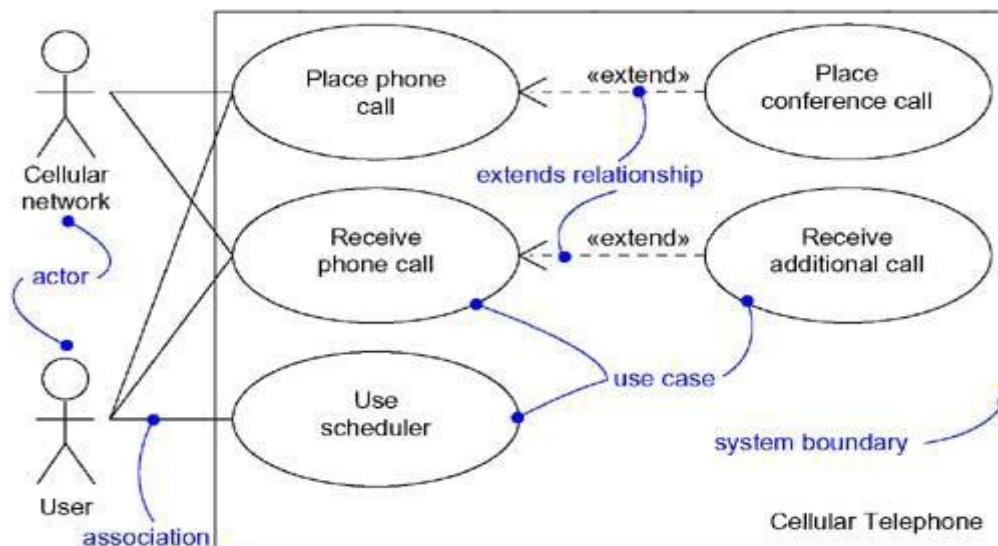 Place phone
call
«extend»
Place
conference call
Cellular
network
extends relationship
Receive
phone call
«extend»
Receive
additional call
actor
use case
Use
scheduler
system boundary
User
association
Cellular Telephone